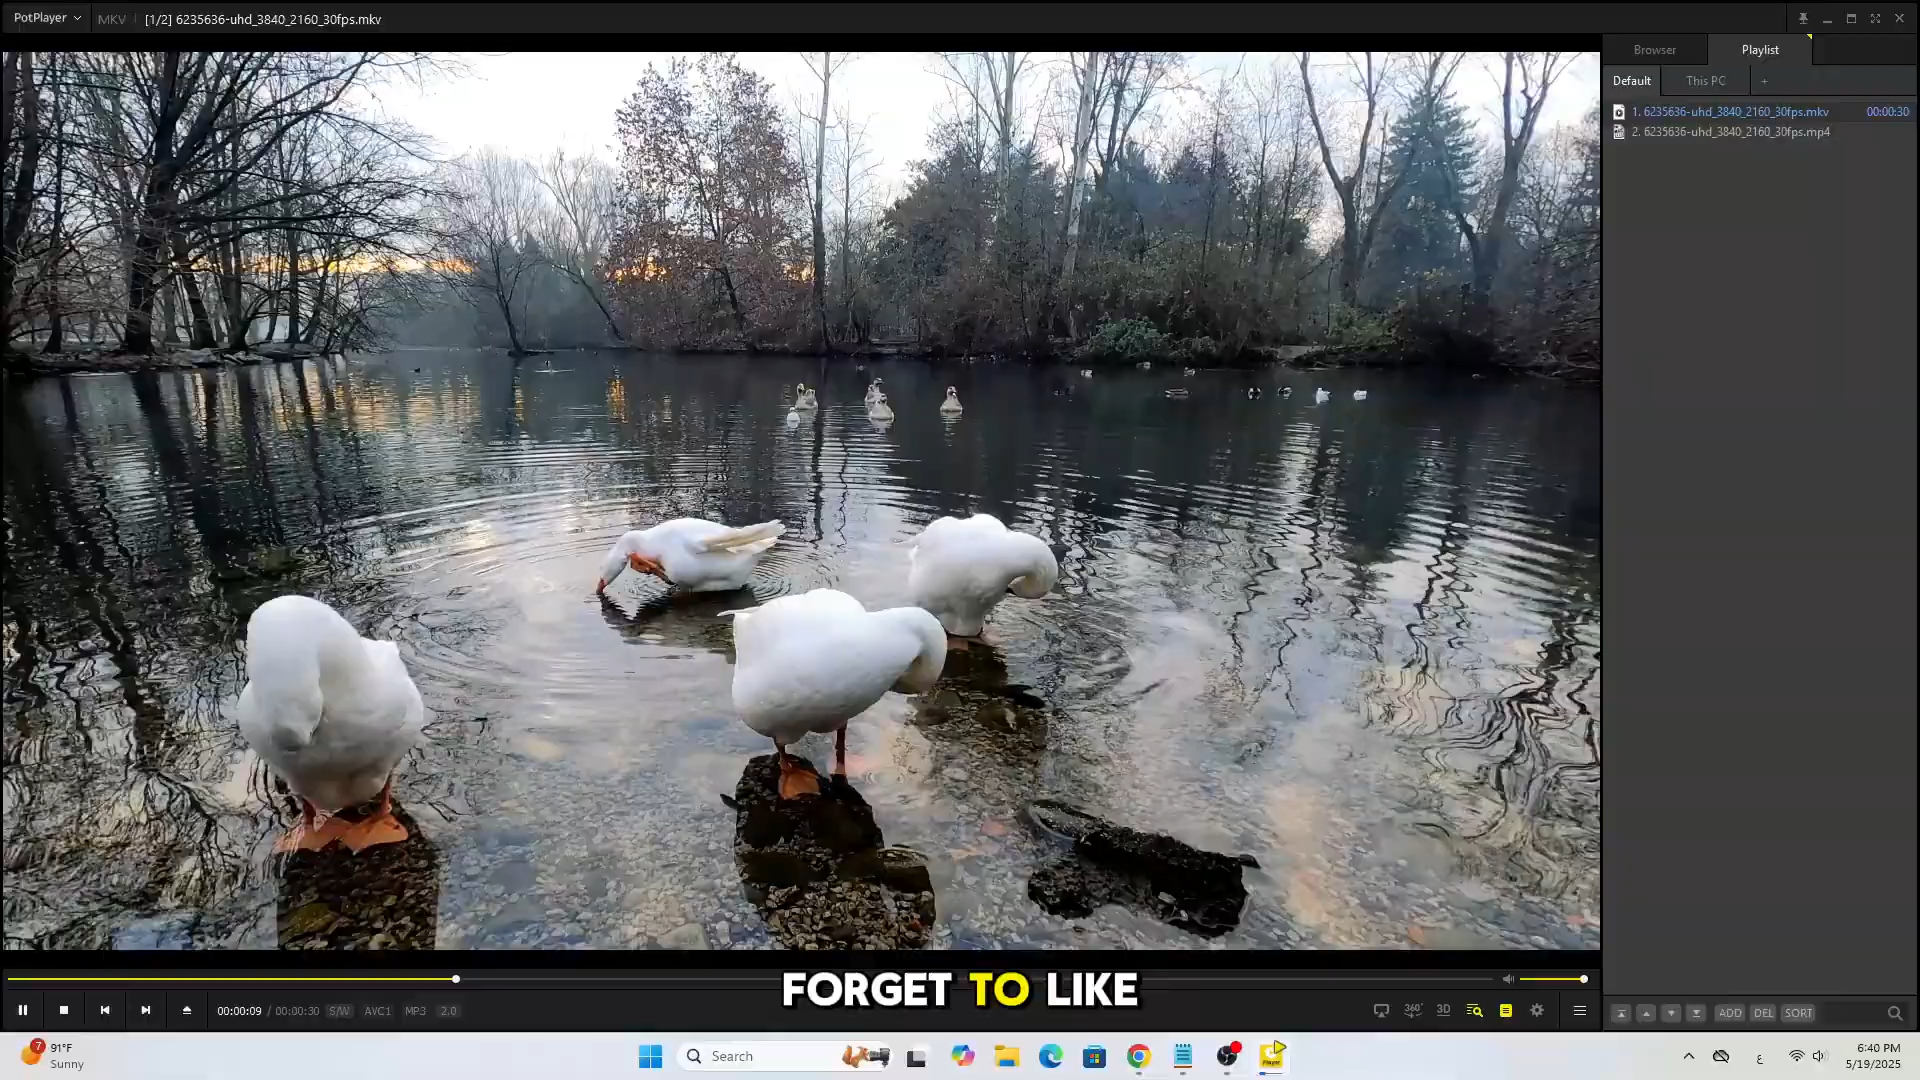 PotPlayer MKV [1/2] 6235636-uhd_3840_2160_30fps.mkv
Browser Playlist
Default This PC +
1. 6235636-uhd_3840_2160_30fps.mkv 00:00:30
2. 6235636-uhd_3840_2160_30fps.mp4
FORGET TO LIKE
00:00:09 / 00:00:30 S/W AVC1 MP3 2.0
360° 3D
ADD DEL SORT
7 91°F
Sunny
Search
ع
6:40 PM
5/19/2025